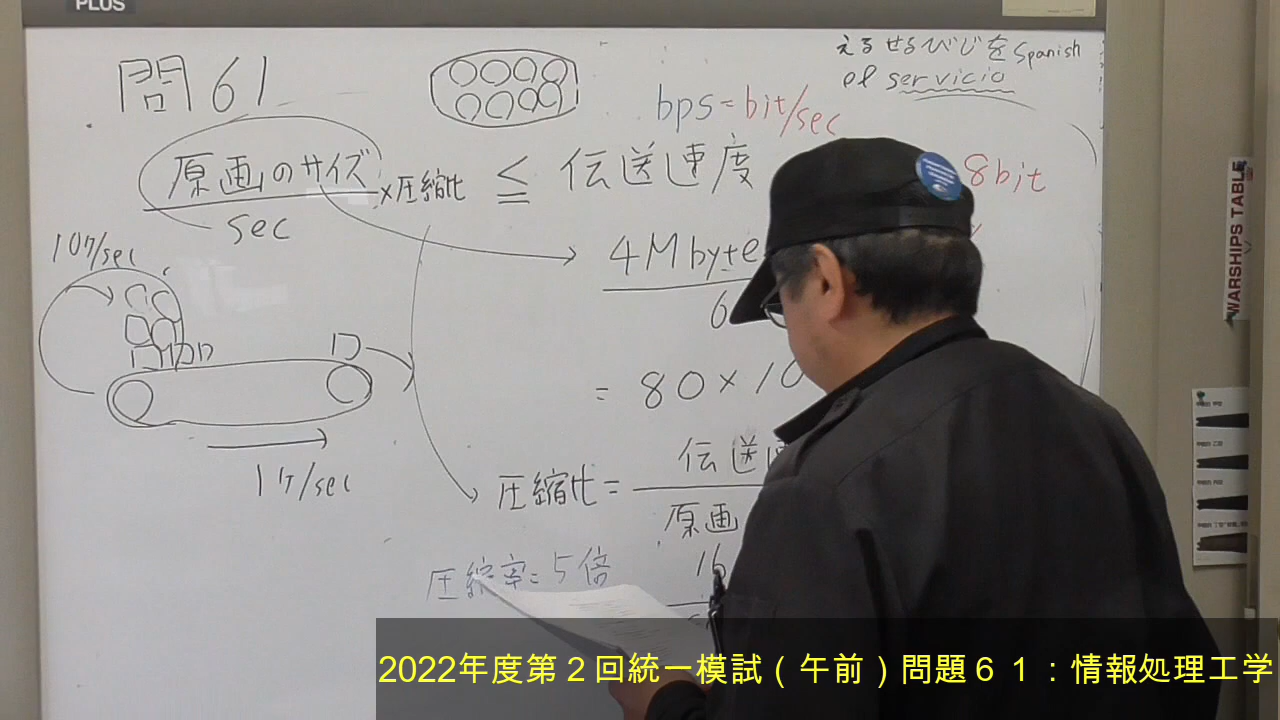 PLUS
えるせるびじを Spanish
el servicio
問 61
bps = bit/sec
原画のサイズ ×圧縮比 ≦ 伝送速度
sec
8bit
10ケ/sec
4Mbyte
6
= 80×10
1ケ/sec
伝送
圧縮比 =
原画
16
圧縮率 = 5倍
WARSHIPS TABLE
2022年度第２回統一模試（午前）問題６１：情報処理工学